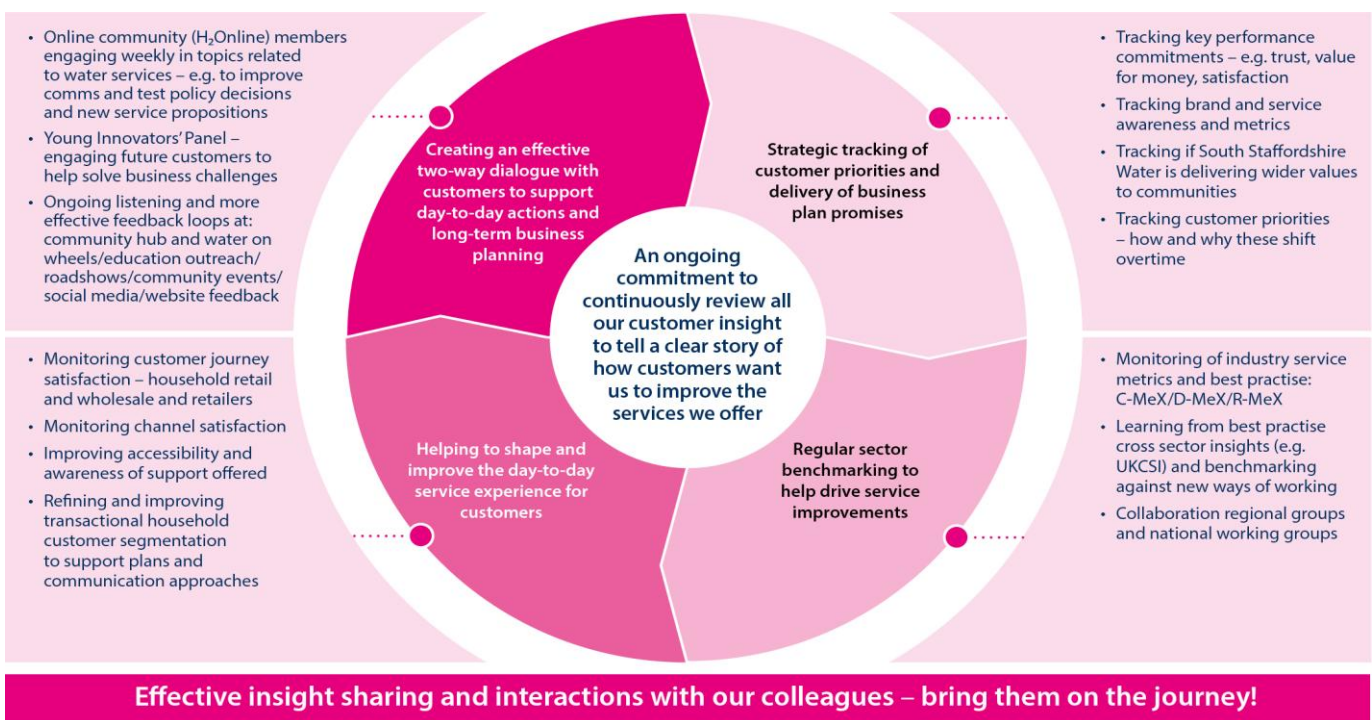 • Online community (H₂Online) members
engaging weekly in topics related
to water services – e.g. to improve
comms and test policy decisions
and new service propositions
• Young Innovators’ Panel –
engaging future customers to
help solve business challenges
• Ongoing listening and more
effective feedback loops at:
community hub and water on
wheels/education outreach/
roadshows/community events/
social media/website feedback
Creating an effective
two-way dialogue with
customers to support
day-to-day actions and
long-term business
planning
Strategic tracking of
customer priorities and
delivery of business
plan promises
• Tracking key performance
commitments – e.g. trust, value
for money, satisfaction
• Tracking brand and service
awareness and metrics
• Tracking if South Staffordshire
Water is delivering wider values
to communities
• Tracking customer priorities
– how and why these shift
overtime
An ongoing
commitment to
continuously review all
our customer insight
to tell a clear story of
how customers want
us to improve the
services we offer
• Monitoring customer journey
satisfaction – household retail
and wholesale and retailers
• Monitoring channel satisfaction
• Improving accessibility and
awareness of support offered
• Refining and improving
transactional household
customer segmentation
to support plans and
communication approaches
Helping to shape and
improve the day-to-day
service experience for
customers
Regular sector
benchmarking to
help drive service
improvements
• Monitoring of industry service
metrics and best practise:
C-MeX/D-MeX/R-MeX
• Learning from best practise
cross sector insights (e.g.
UKCSI) and benchmarking
against new ways of working
• Collaboration regional groups
and national working groups
Effective insight sharing and interactions with our colleagues – bring them on the journey!